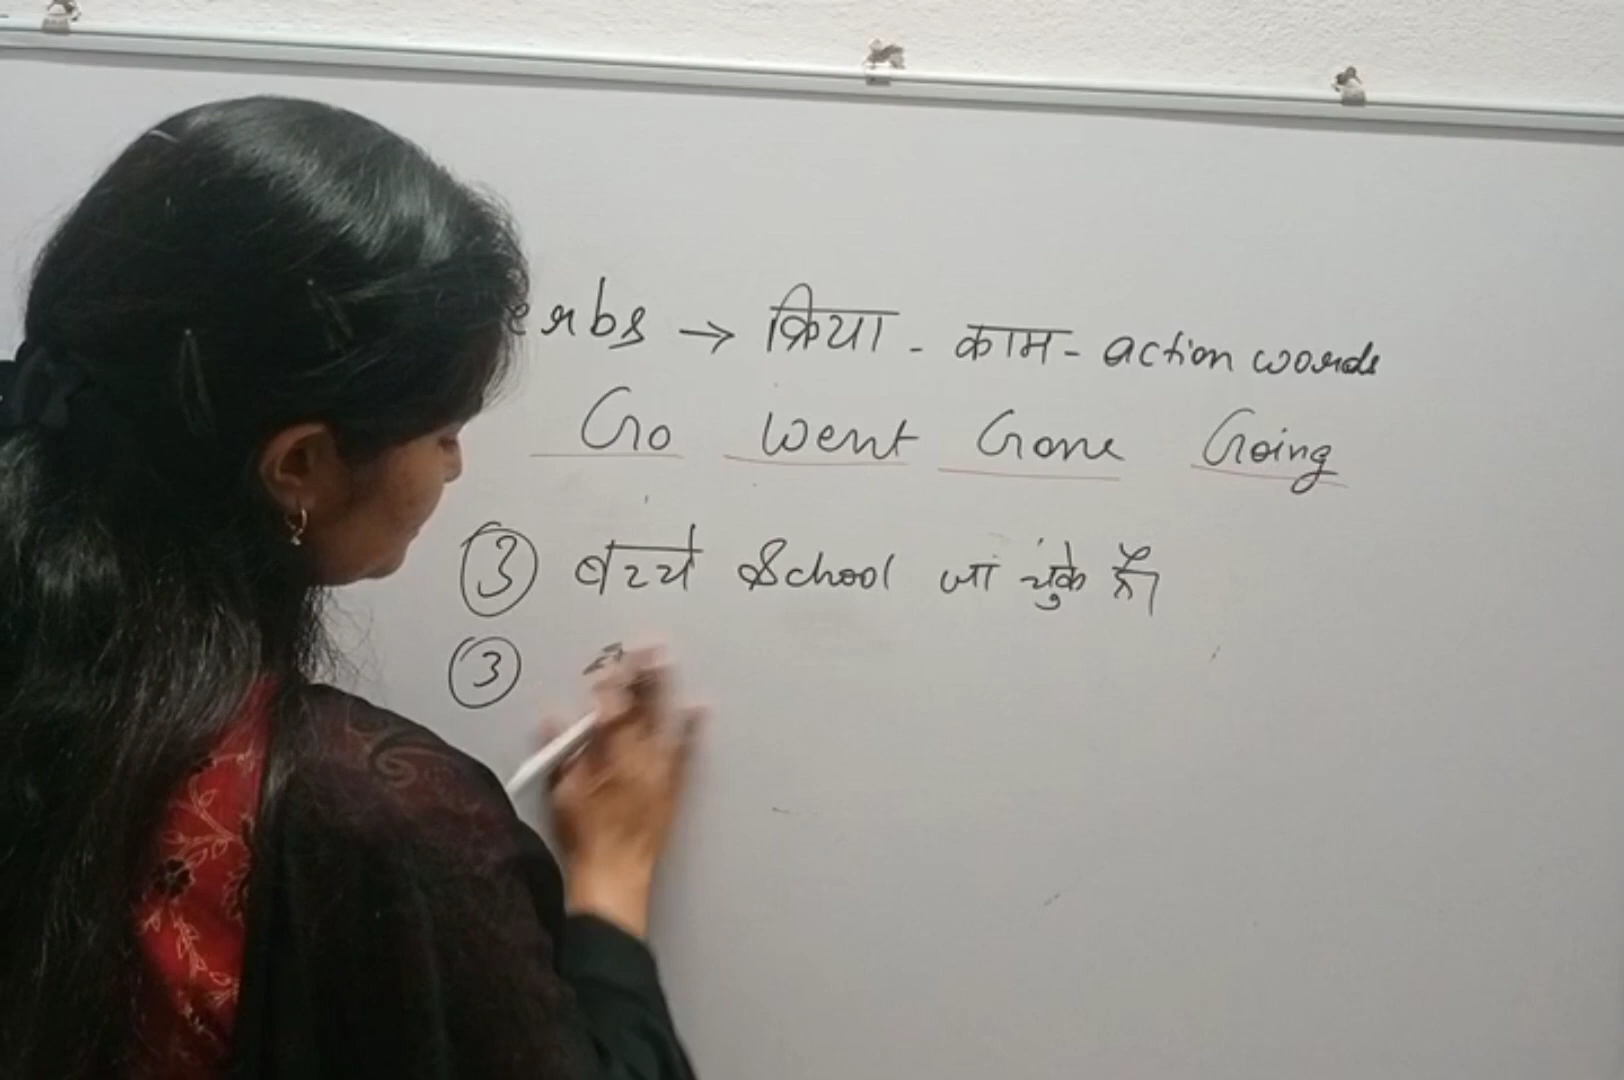 erbs → क्रिया - काम - action words
Go went Gone Going
③ बच्चे School जा चुके हैं।
③